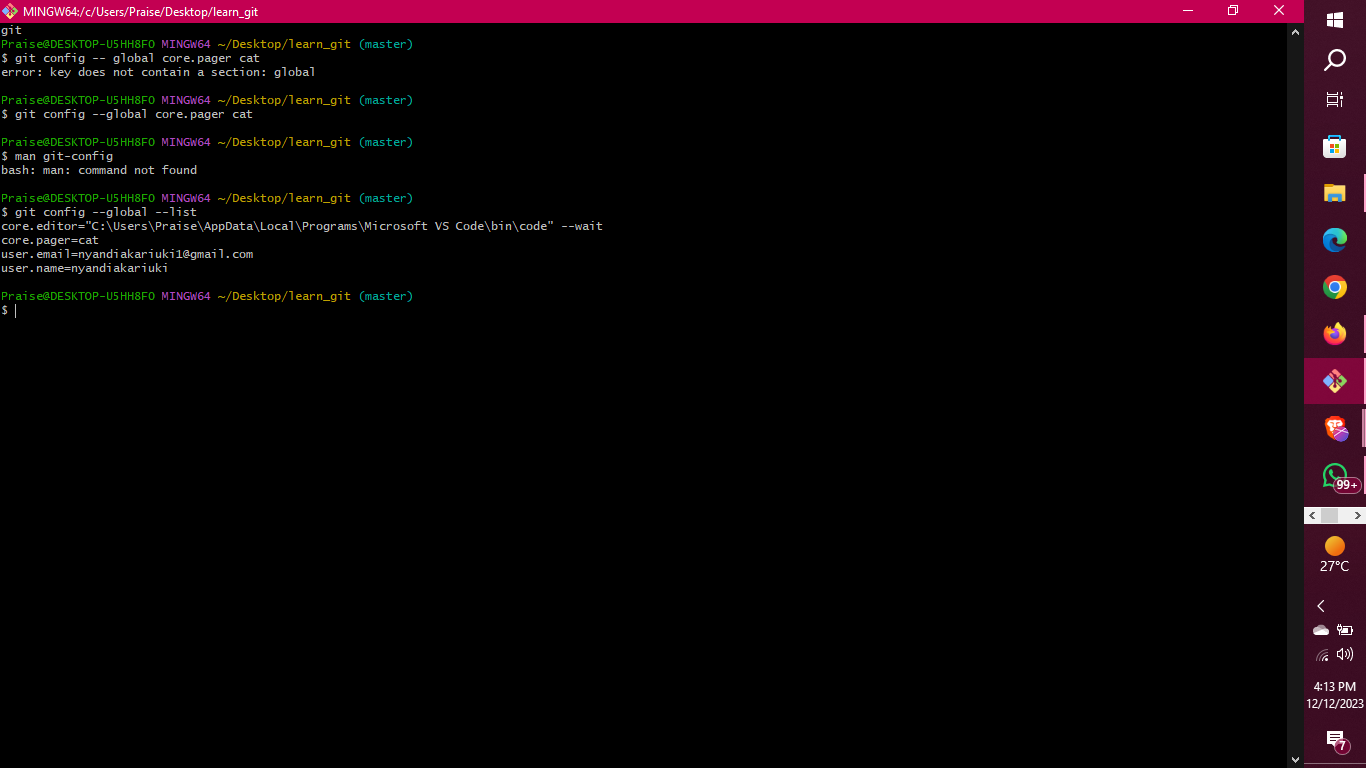 MINGW64:/c/Users/Praise/Desktop/learn_git
git
Praise@DESKTOP-U5HH8FO MINGW64 ~/Desktop/learn_git (master)
$ git config -- global core.pager cat
error: key does not contain a section: global
Praise@DESKTOP-U5HH8FO MINGW64 ~/Desktop/learn_git (master)
$ git config --global core.pager cat
Praise@DESKTOP-U5HH8FO MINGW64 ~/Desktop/learn_git (master)
$ man git-config
bash: man: command not found
Praise@DESKTOP-U5HH8FO MINGW64 ~/Desktop/learn_git (master)
$ git config --global --list
core.editor="C:\Users\Praise\AppData\Local\Programs\Microsoft VS Code\bin\code" --wait
core.pager=cat
user.email=nyandiakariuki1@gmail.com
user.name=nyandiakariuki
Praise@DESKTOP-U5HH8FO MINGW64 ~/Desktop/learn_git (master)
$
99+
27°C
4:13 PM
12/12/2023
7